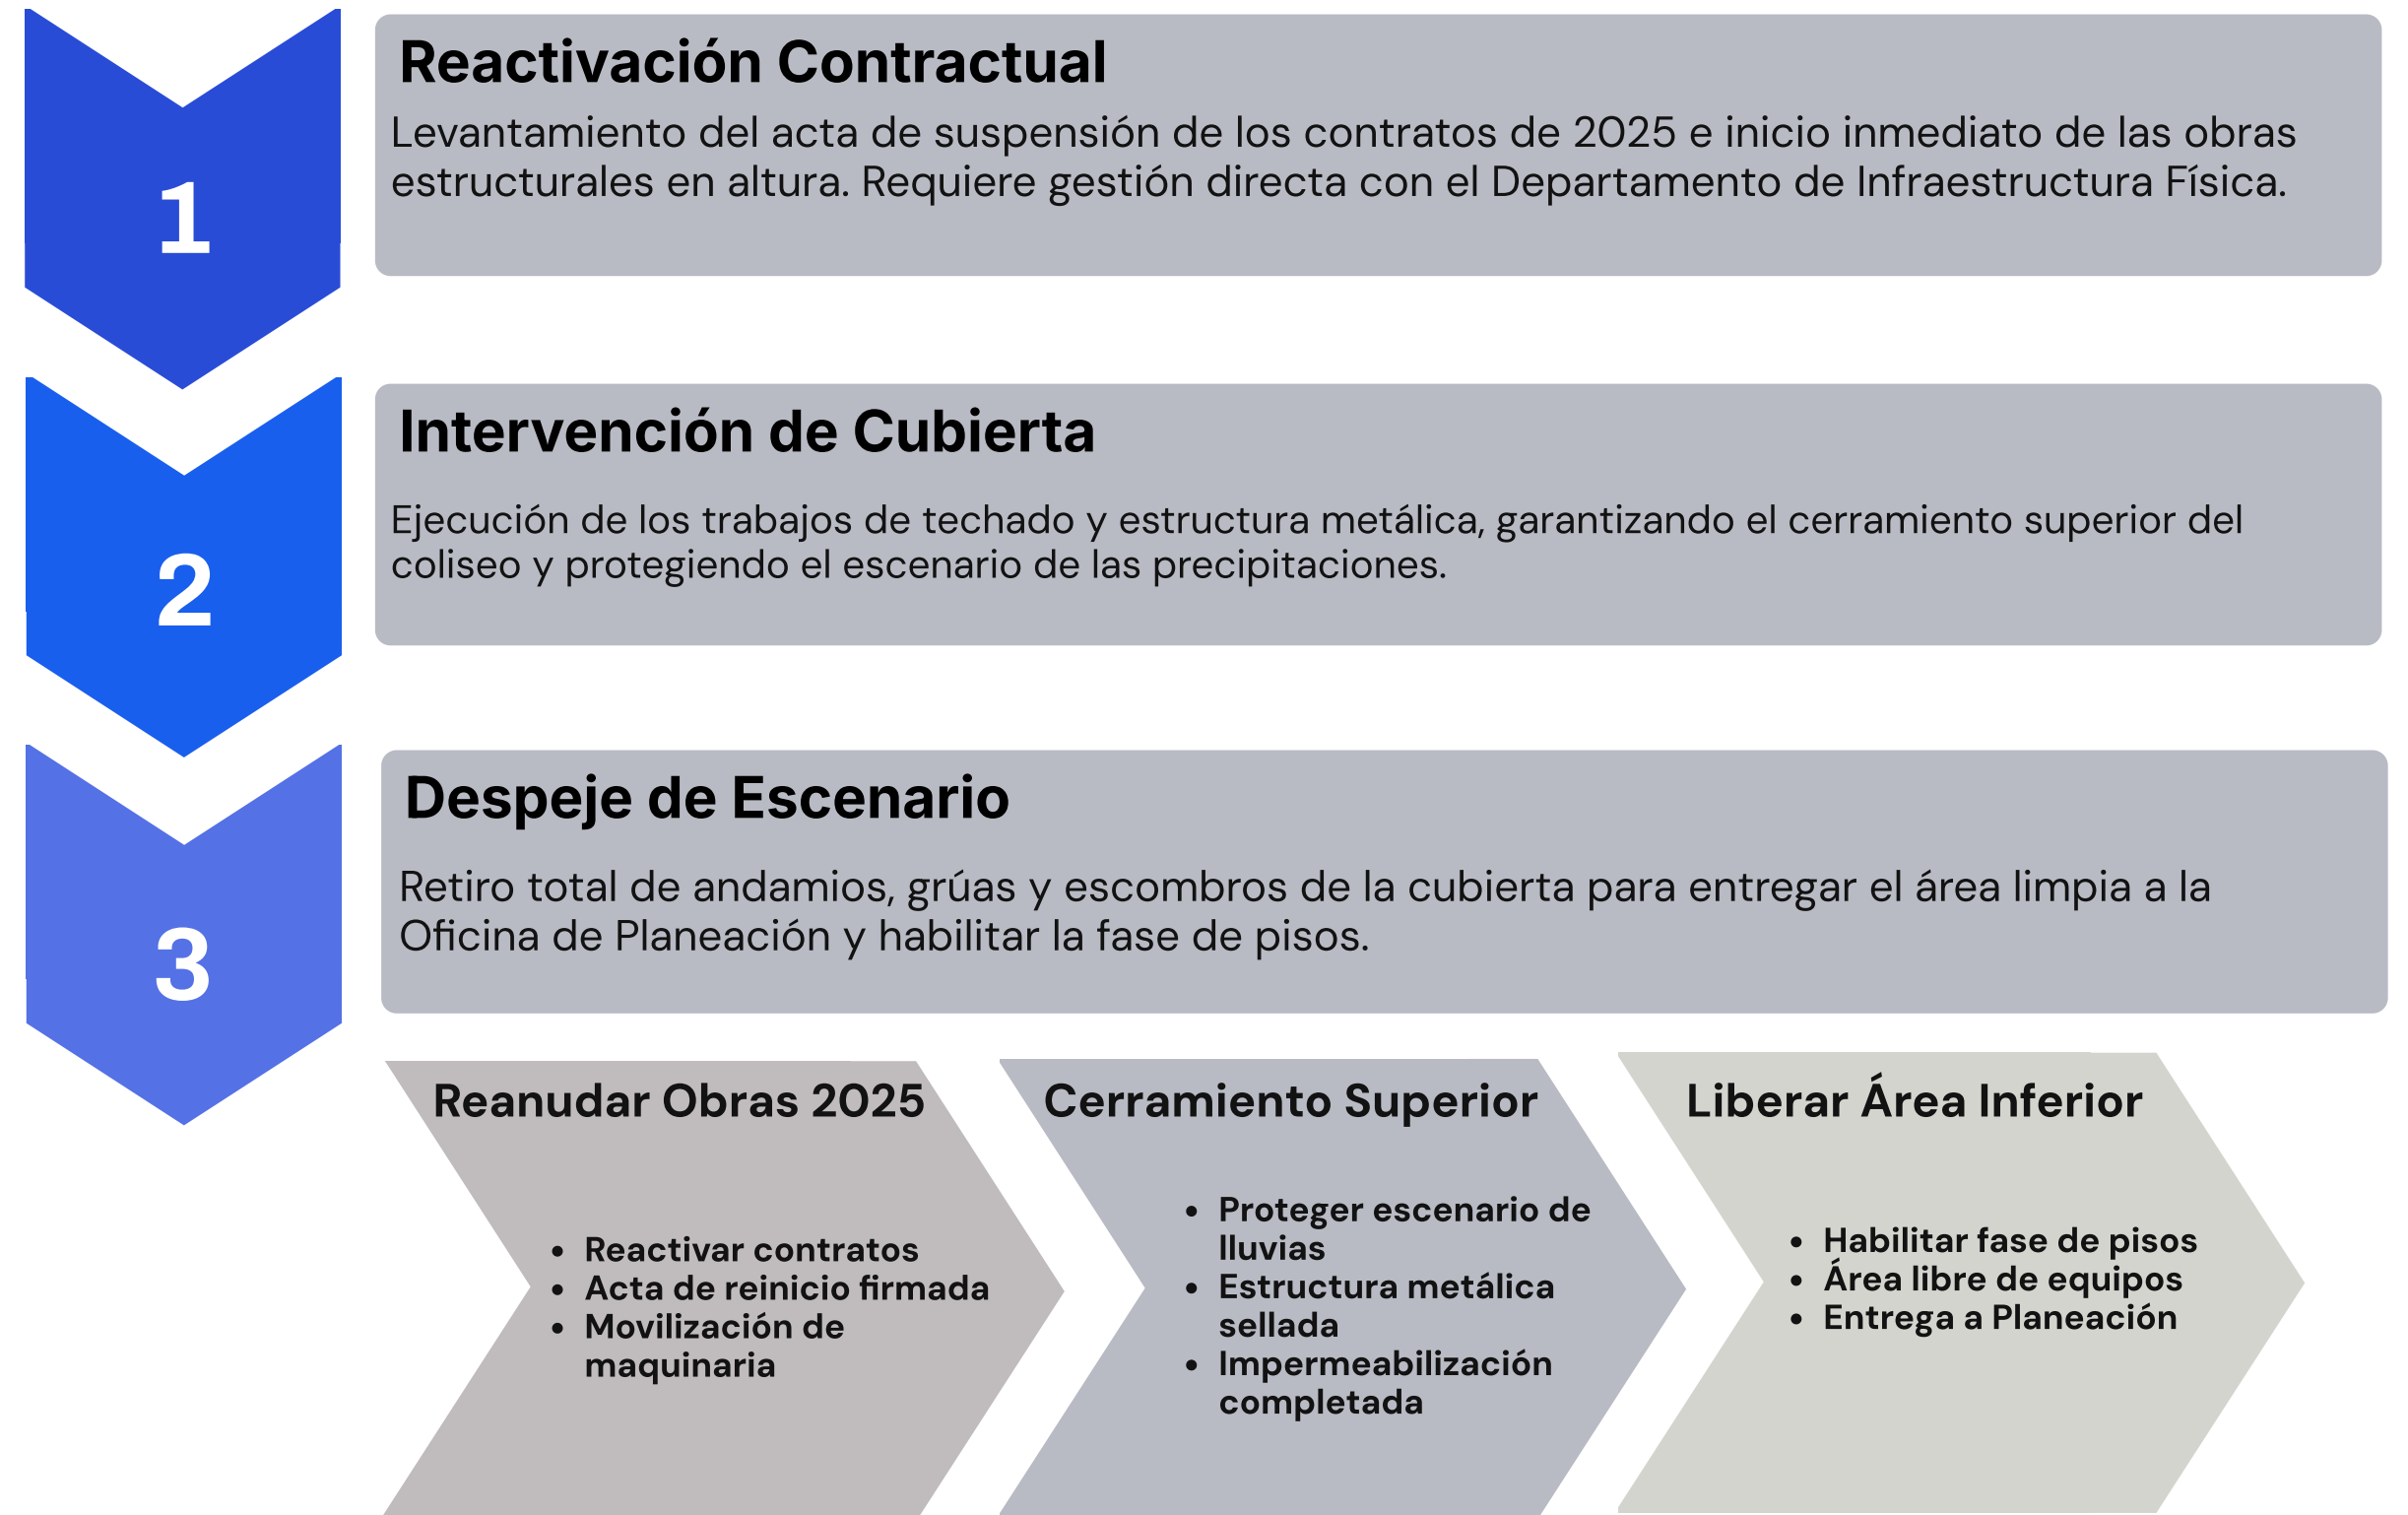 1
Reactivación Contractual
Levantamiento del acta de suspensión de los contratos de 2025 e inicio inmediato de las obras
estructurales en altura. Requiere gestión directa con el Departamento de Infraestructura Física.
2
Intervención de Cubierta
Ejecución de los trabajos de techado y estructura metálica, garantizando el cerramiento superior del
coliseo y protegiendo el escenario de las precipitaciones.
3
Despeje de Escenario
Retiro total de andamios, grúas y escombros de la cubierta para entregar el área limpia a la
Oficina de Planeación y habilitar la fase de pisos.
Reanudar Obras 2025
• Reactivar contratos
• Acta de reinicio firmada
• Movilización de
maquinaria
Cerramiento Superior
• Proteger escenario de
lluvias
• Estructura metálica
sellada
• Impermeabilización
completada
Liberar Área Inferior
• Habilitar fase de pisos
• Área libre de equipos
• Entrega a Planeación